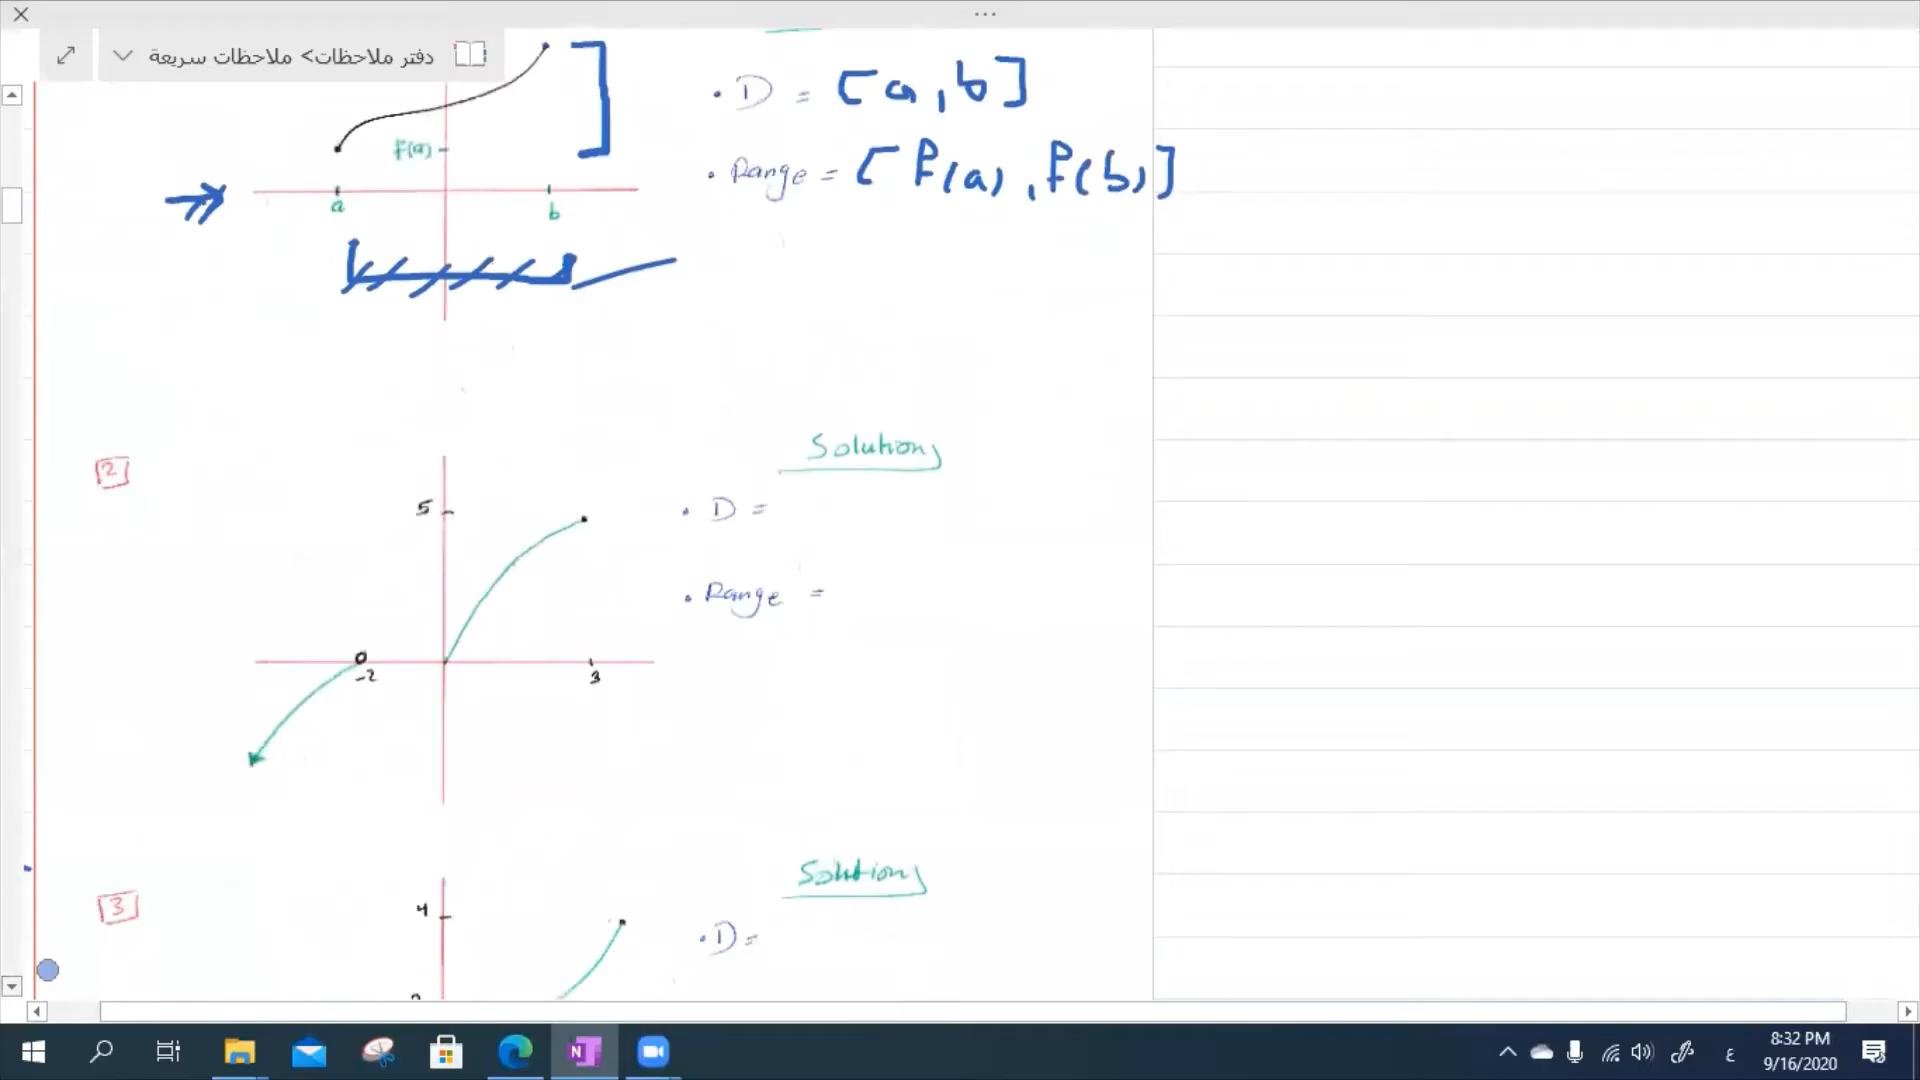 دفتر ملاحظات> ملاحظات سريعة
• D = [a, b]
F(a)
• Range = [F(a), F(b)]
a
b
2
Solution
5
• D =
• Range =
-2
3
3
Solution
4
• D =
8:32 PM
ع
9/16/2020